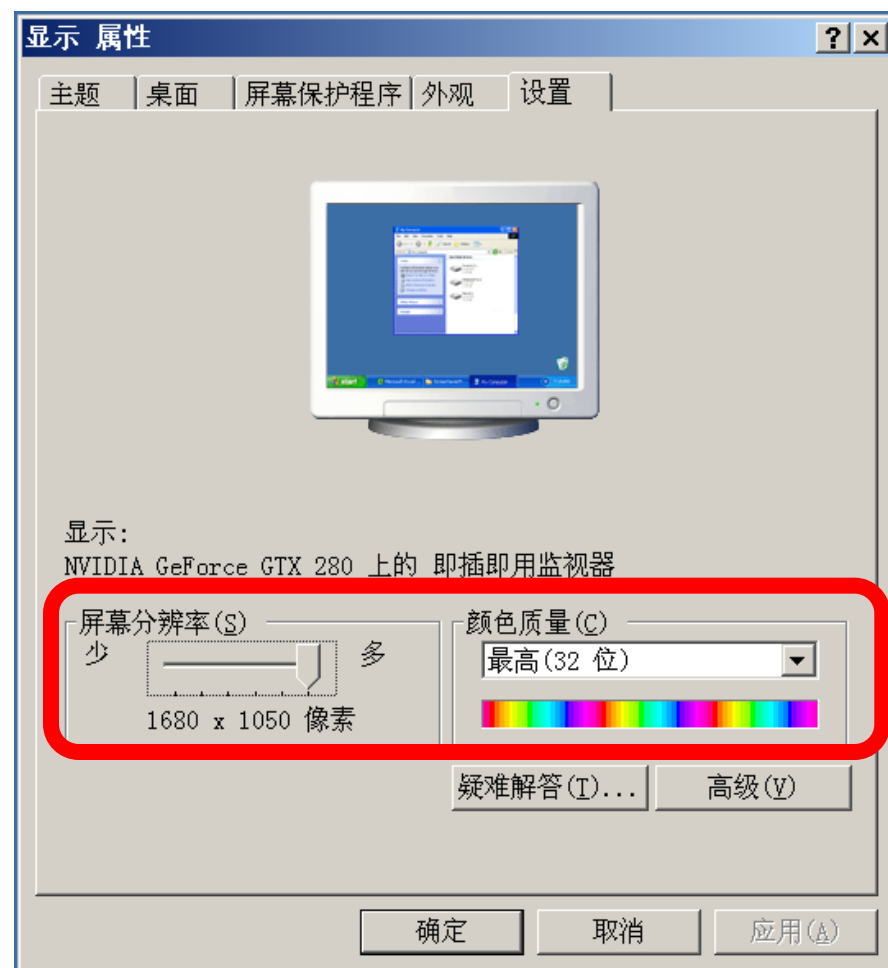 显示 属性
主题 桌面 屏幕保护程序 外观 设置
显示:
NVIDIA GeForce GTX 280 上的 即插即用监视器
屏幕分辨率(S) 颜色质量(C)
少 多 最高(32 位)
1680 x 1050 像素
疑难解答(T)... 高级(V)
确定 取消 应用(A)